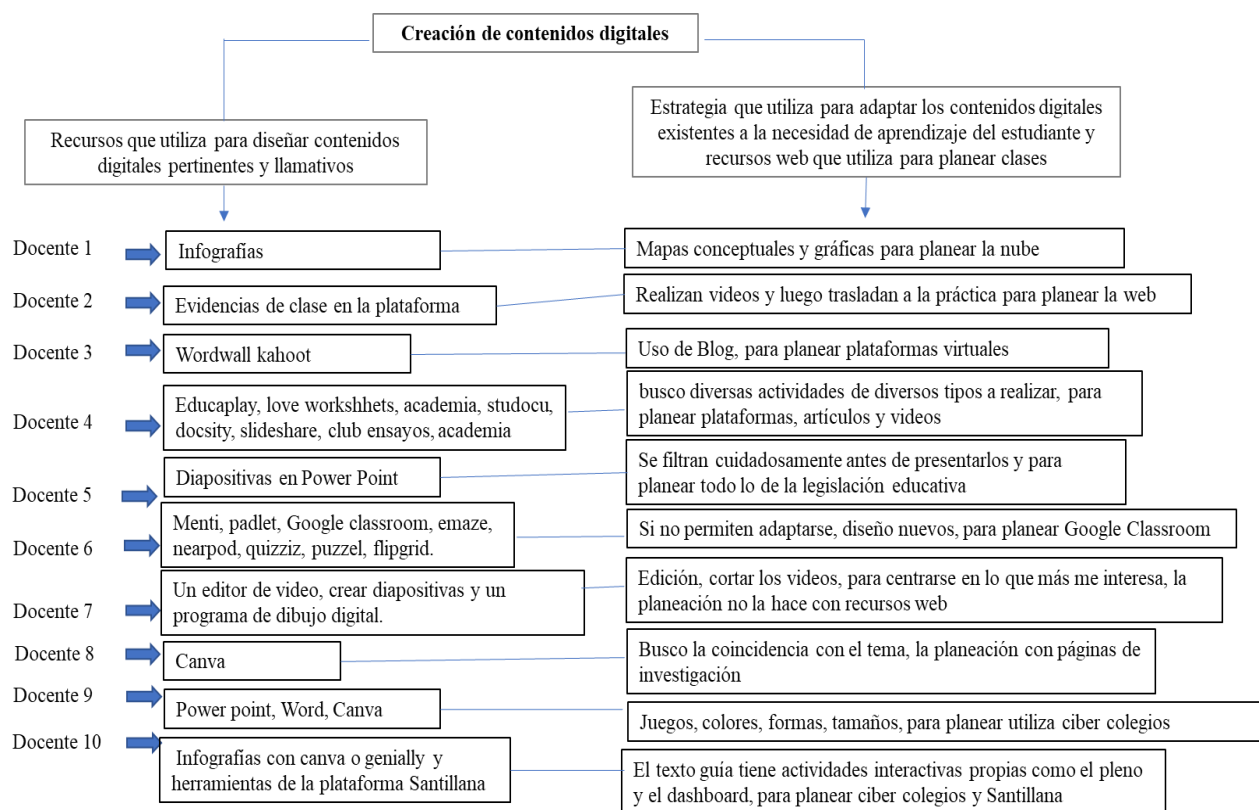 Creación de contenidos digitales
Recursos que utiliza para diseñar contenidos
digitales pertinentes y llamativos
Estrategia que utiliza para adaptar los contenidos digitales
existentes a la necesidad de aprendizaje del estudiante y
recursos web que utiliza para planear clases
Docente 1
Infografías
Mapas conceptuales y gráficas para planear la nube
Docente 2
Evidencias de clase en la plataforma
Realizan videos y luego trasladan a la práctica para planear la web
Docente 3
Wordwall kahoot
Uso de Blog, para planear plataformas virtuales
Docente 4
Educaplay, love workshhets, academia, studocu,
docsity, slideshare, club ensayos, academia
busco diversas actividades de diversos tipos a realizar, para
planear plataformas, artículos y videos
Docente 5
Diapositivas en Power Point
Se filtran cuidadosamente antes de presentarlos y para
planear todo lo de la legislación educativa
Docente 6
Menti, padlet, Google classroom, emaze,
nearpod, quizziz, puzzel, flipgrid.
Si no permiten adaptarse, diseño nuevos, para planear Google Classroom
Docente 7
Un editor de video, crear diapositivas y un
programa de dibujo digital.
Edición, cortar los videos, para centrarse en lo que más me interesa, la
planeación no la hace con recursos web
Docente 8
Canva
Busco la coincidencia con el tema, la planeación con páginas de
investigación
Docente 9
Power point, Word, Canva
Juegos, colores, formas, tamaños, para planear utiliza ciber colegios
Docente 10
Infografías con canva o genially y
herramientas de la plataforma Santillana
El texto guía tiene actividades interactivas propias como el pleno
y el dashboard, para planear ciber colegios y Santillana